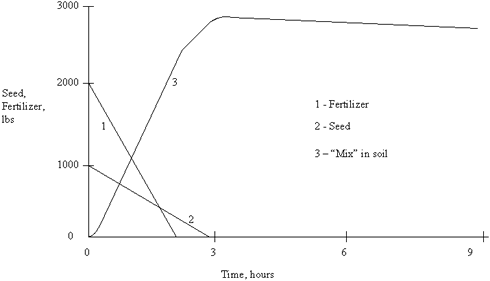 3000
2000
Seed,
Fertilizer,
lbs
1000
0
1
2
3
1 - Fertilizer
2 - Seed
3 – “Mix” in soil
0
3
6
9
Time, hours